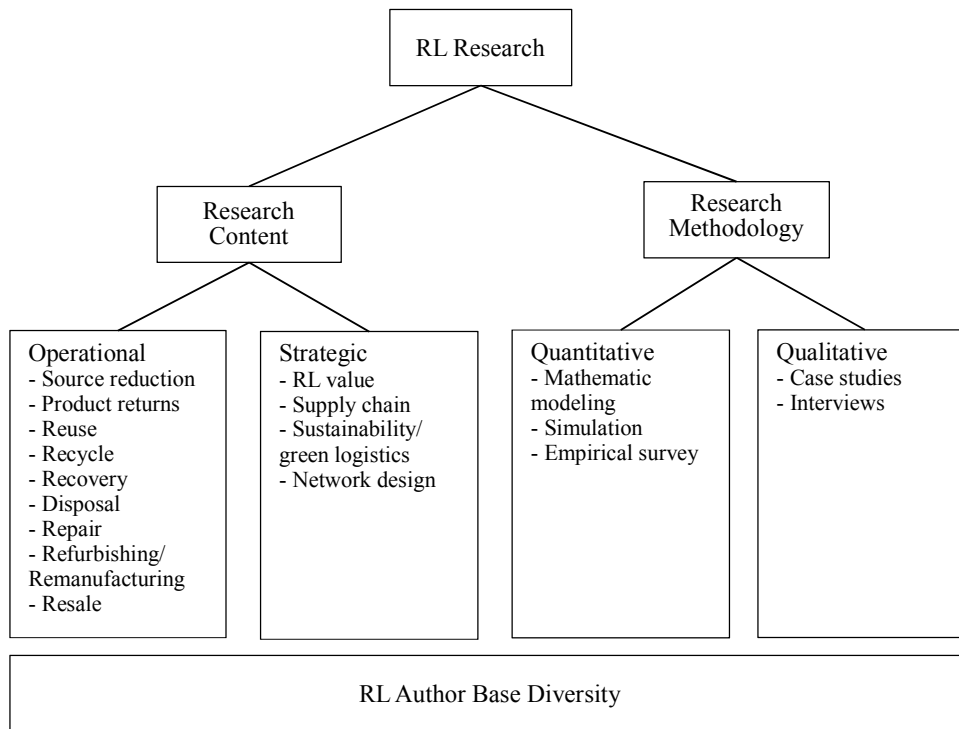 RL Research
Research
Content
Research
Methodology
Operational
- Source reduction
- Product returns
- Reuse
- Recycle
- Recovery
- Disposal
- Repair
- Refurbishing/
Remanufacturing
- Resale
Strategic
- RL value
- Supply chain
- Sustainability/
green logistics
- Network design
Quantitative
- Mathematic
modeling
- Simulation
- Empirical survey
Qualitative
- Case studies
- Interviews
RL Author Base Diversity